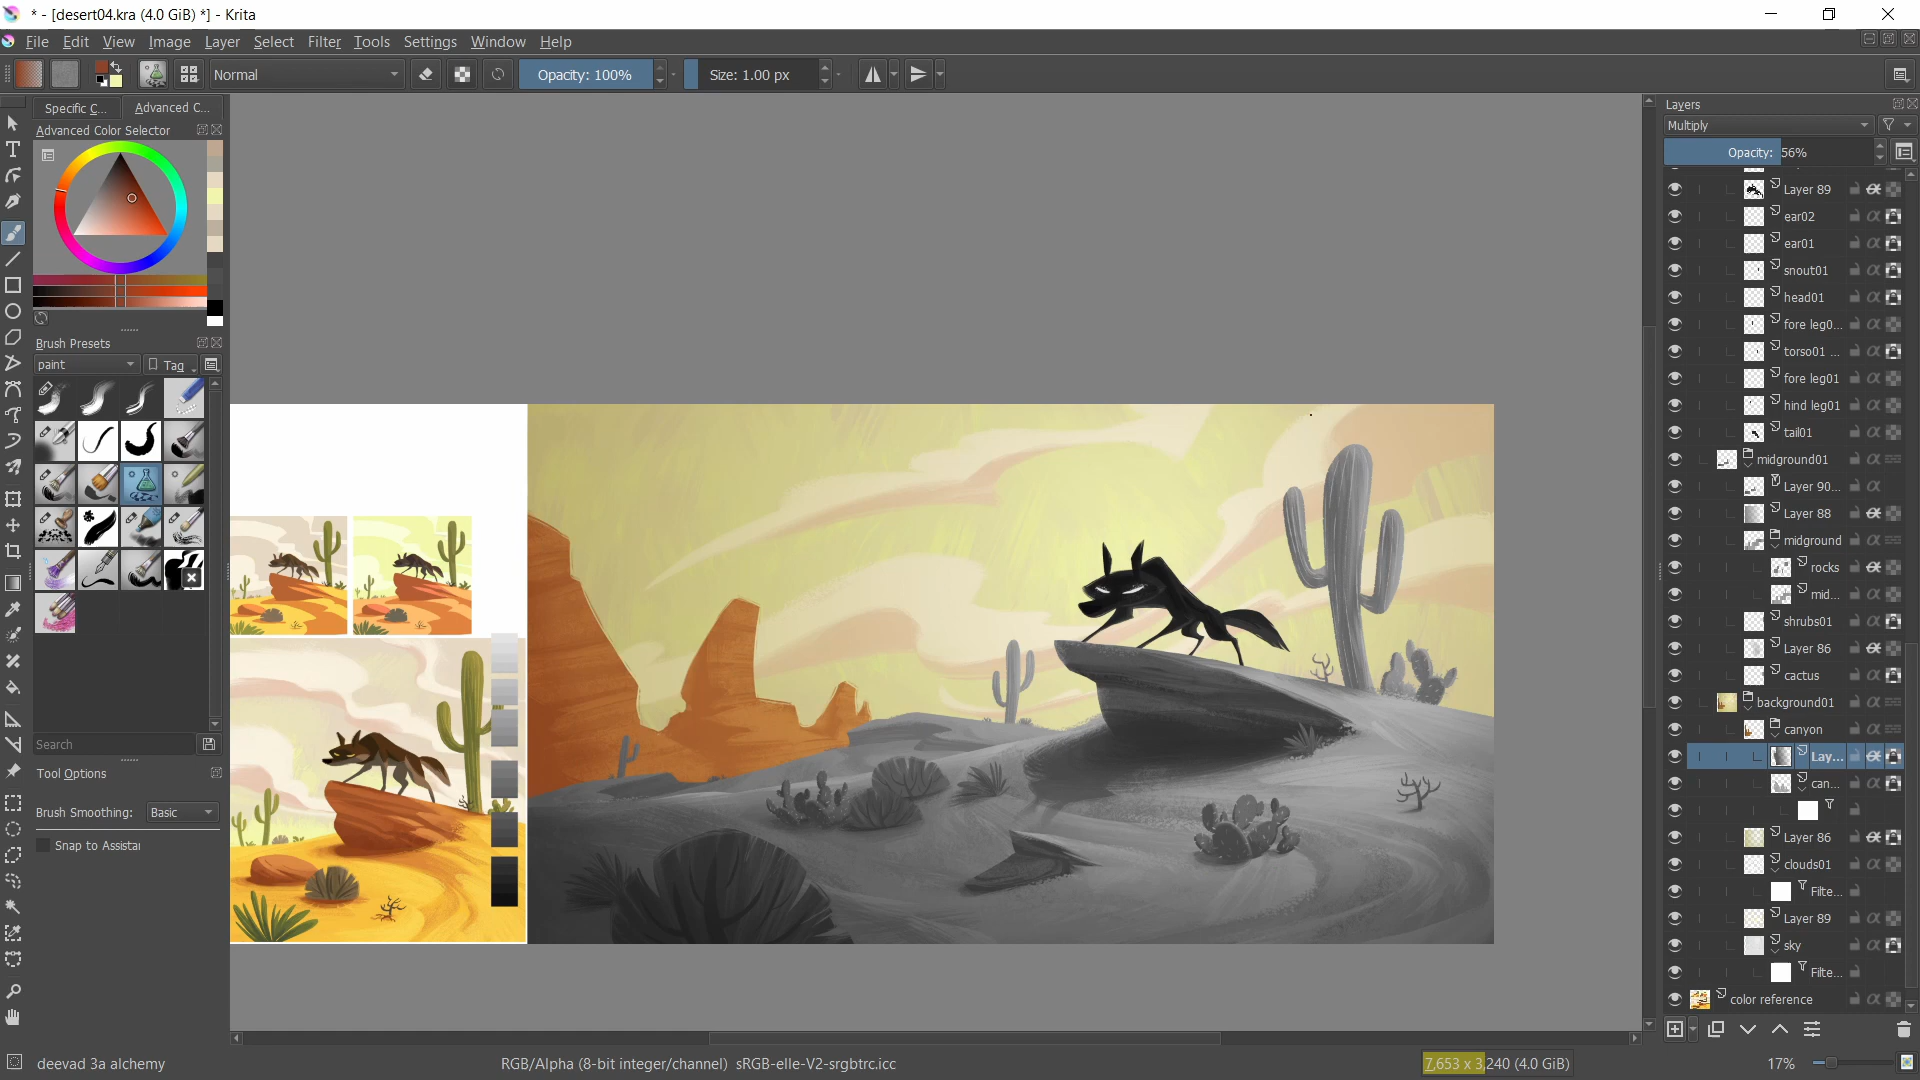 * - [desert04.kra (4.0 GiB) *] - Krita
File Edit View Image Layer Select Filter Tools Settings Window Help
Normal Opacity: 100% Size: 1.00 px
Specific C... Advanced C...
Advanced Color Selector
Brush Presets
paint Tag
Search
Tool Options
Brush Smoothing: Basic
Snap to Assistar
Layers
Multiply
Opacity: 56%
Layer 89
ear02
ear01
snout01
head01
fore leg0...
torso01 ...
fore leg01
hind leg01
tail01
midground01
Layer 90...
Layer 88
midground
rocks
mid...
shrubs01
Layer 86
cactus
background01
canyon
Lay...
can...
Layer 86
clouds01
Filte...
Layer 89
sky
Filte...
color reference
deevad 3a alchemy
RGB/Alpha (8-bit integer/channel) sRGB-elle-V2-srgbtrc.icc
7,653 x 3,240 (4.0 GiB)
17%